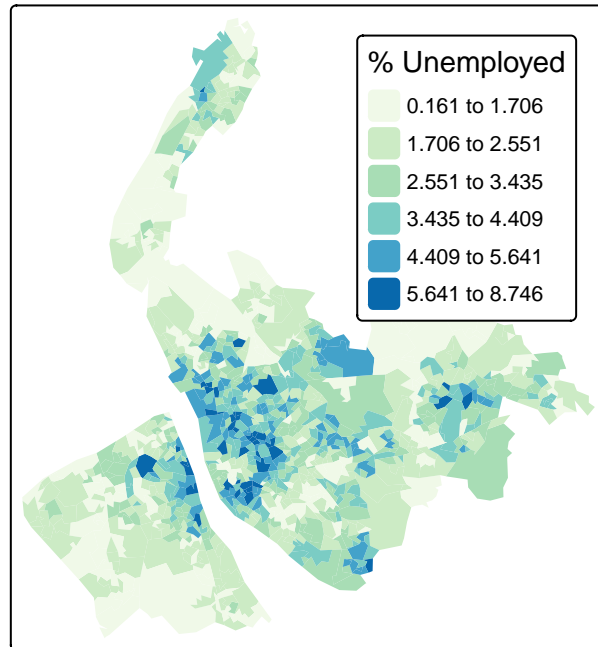 % Unemployed
0.161 to 1.706
1.706 to 2.551
2.551 to 3.435
3.435 to 4.409
4.409 to 5.641
5.641 to 8.746